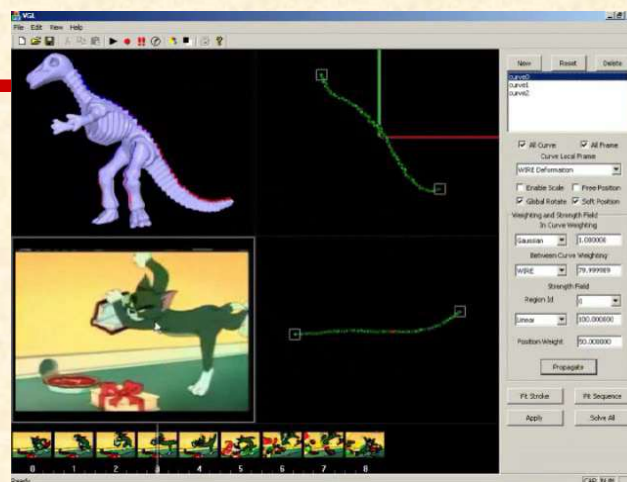 VGL
File Edit View Help
New Reset Delete
curve0
curve1
curve2
All Curve All Frame
Curve Local Frame
WIRE Deformation
Enable Scale Free Position
Global Rotate Soft Position
Weighting and Strength Field
In Curve Weighting
Gaussian 1.000000
Between Curve Weighting
WIRE 79.999989
Strength Field
Region Id 0
Linear 100.000000
Position Weight 50.000000
Propagate
Fit Stroke Fit Sequence
Apply Solve All
0 1 2 3 4 5 6 7 8
Ready CAP NUM